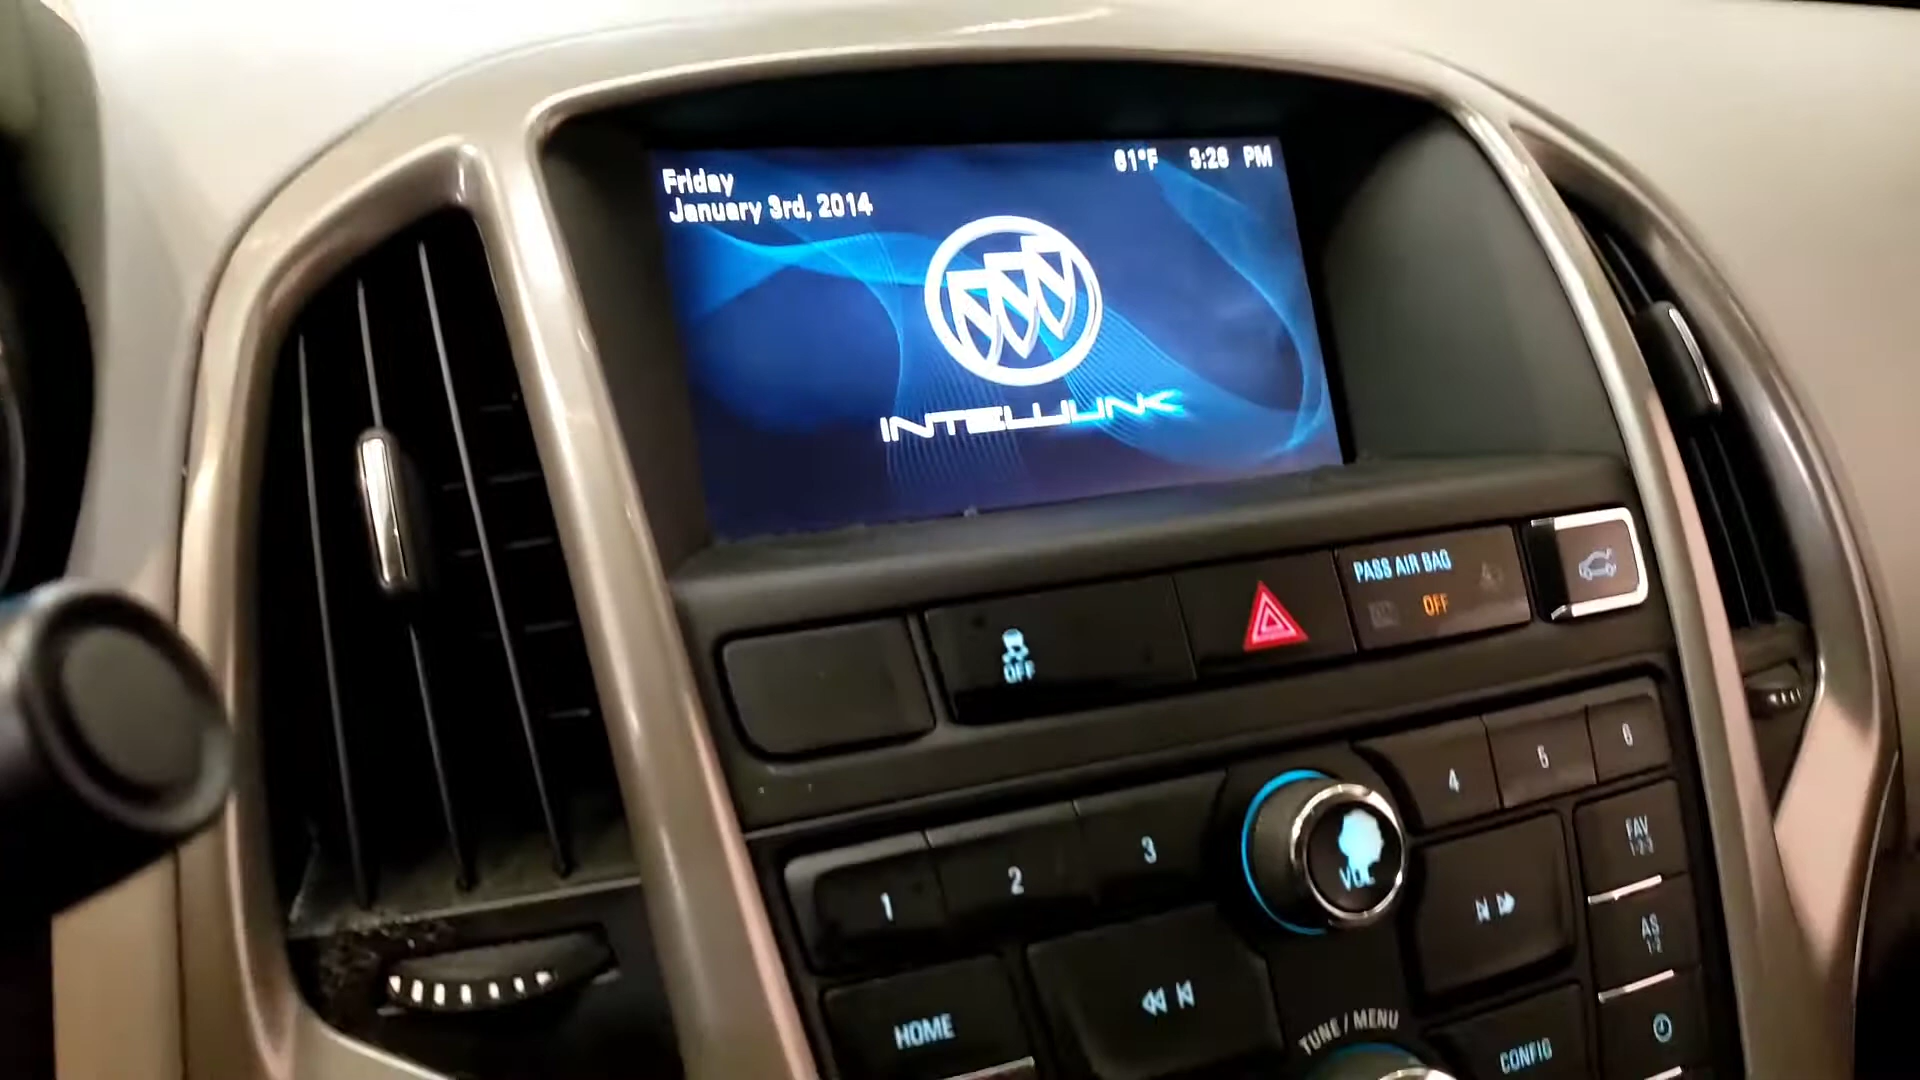 Friday
January 3rd, 2014
61°F 3:26 PM
INTELLILINK
PASS AIR BAG
OFF
OFF
1
2
3
4
5
6
VOL
FAV
1-2-3
AS
1-2
HOME
TUNE / MENU
CONFIG